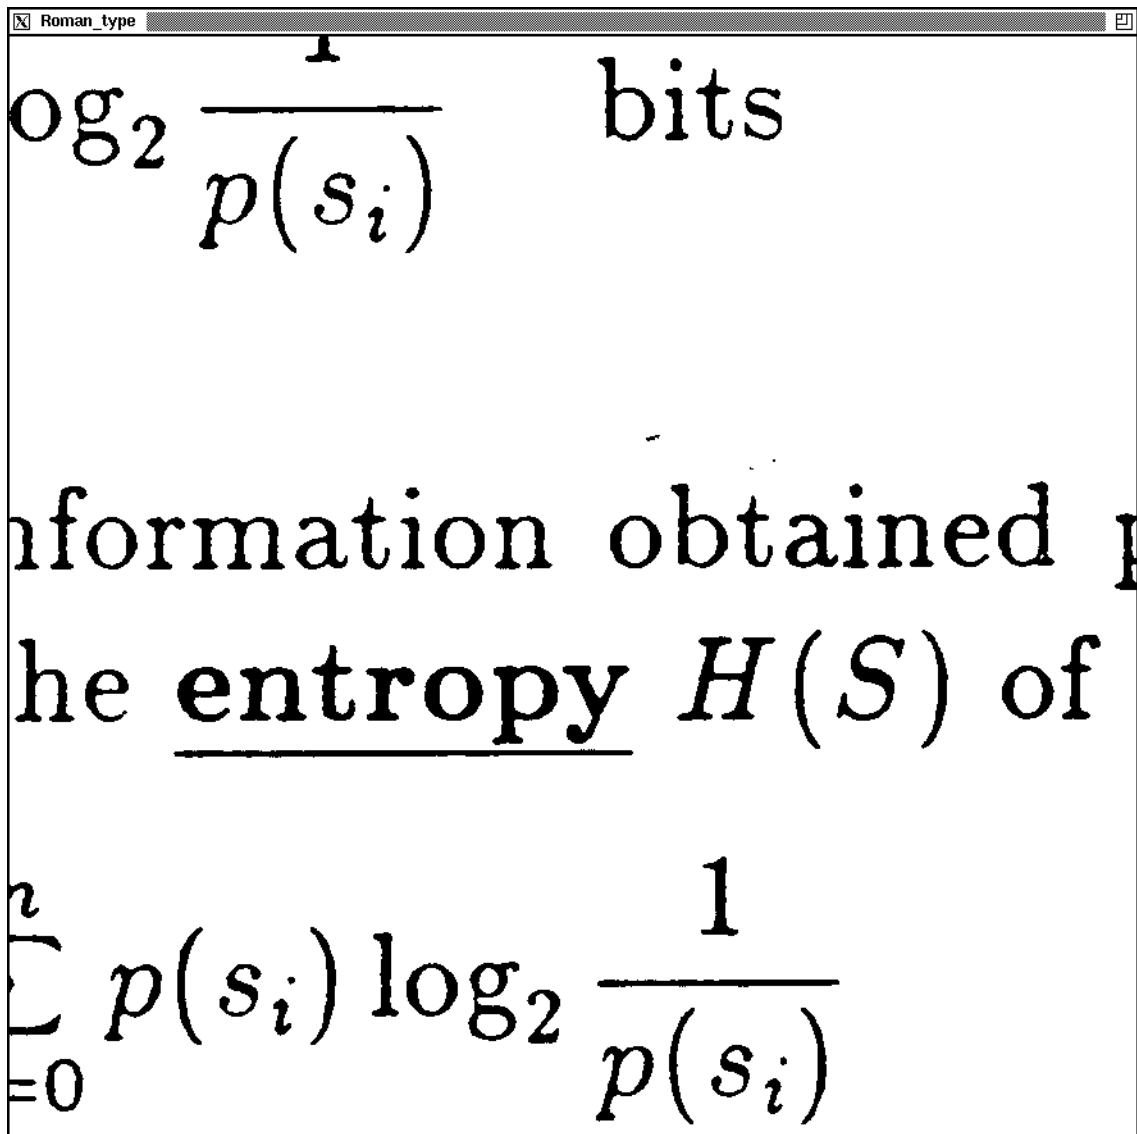 Roman_type
og₂ 1/p(sᵢ) bits
nformation obtained p
he entropy H(S) of
n
∑ p(sᵢ) log₂ 1/p(sᵢ)
=0